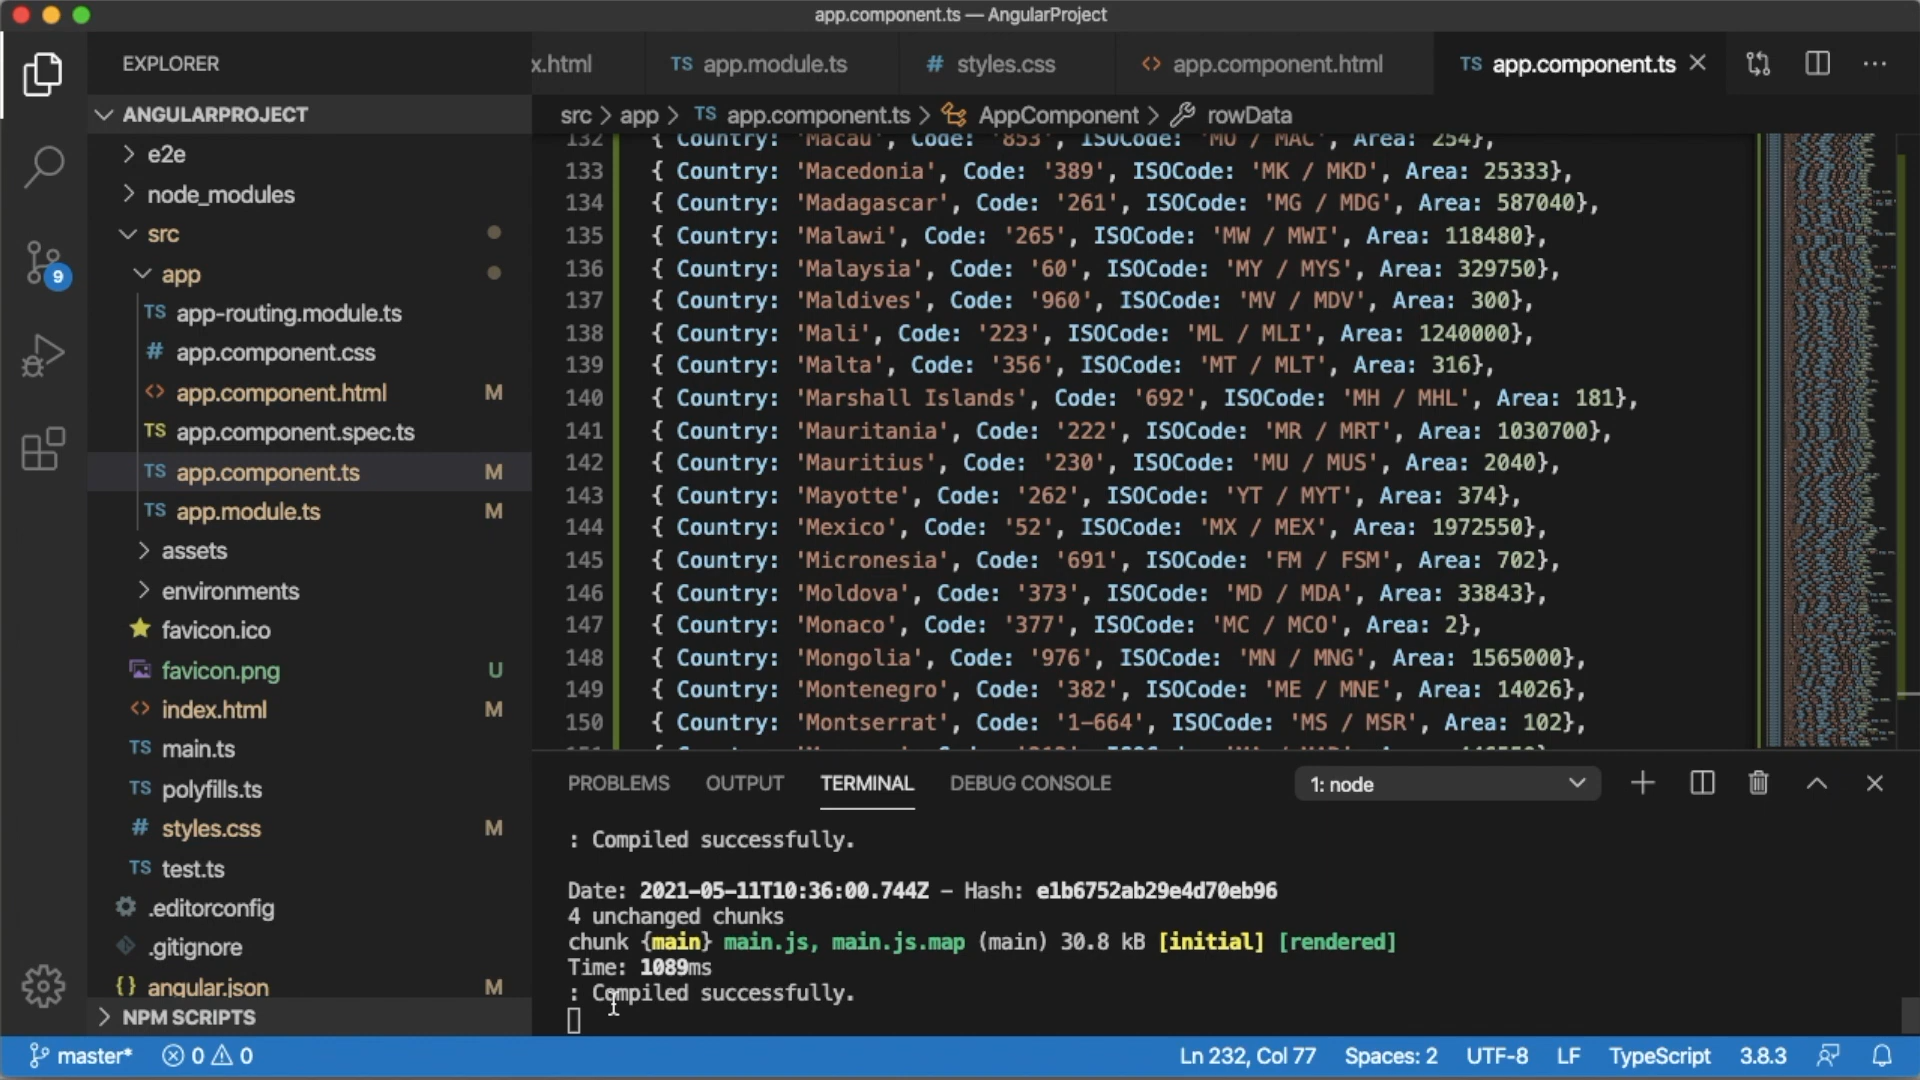 app.component.ts — AngularProject
EXPLORER
ANGULARPROJECT
e2e
node_modules
src
app
TS app-routing.module.ts
# app.component.css
<> app.component.html M
TS app.component.spec.ts
TS app.component.ts M
TS app.module.ts M
assets
environments
favicon.ico
favicon.png U
<> index.html M
TS main.ts
TS polyfills.ts
# styles.css M
TS test.ts
.editorconfig
.gitignore
{} angular.json M
NPM SCRIPTS
9
x.html TS app.module.ts # styles.css <> app.component.html TS app.component.ts
src > app > TS app.component.ts > AppComponent > rowData
132 { Country: 'Macau', Code: '853', ISOCode: 'MO / MAC', Area: 254},
133 { Country: 'Macedonia', Code: '389', ISOCode: 'MK / MKD', Area: 25333},
134 { Country: 'Madagascar', Code: '261', ISOCode: 'MG / MDG', Area: 587040},
135 { Country: 'Malawi', Code: '265', ISOCode: 'MW / MWI', Area: 118480},
136 { Country: 'Malaysia', Code: '60', ISOCode: 'MY / MYS', Area: 329750},
137 { Country: 'Maldives', Code: '960', ISOCode: 'MV / MDV', Area: 300},
138 { Country: 'Mali', Code: '223', ISOCode: 'ML / MLI', Area: 1240000},
139 { Country: 'Malta', Code: '356', ISOCode: 'MT / MLT', Area: 316},
140 { Country: 'Marshall Islands', Code: '692', ISOCode: 'MH / MHL', Area: 181},
141 { Country: 'Mauritania', Code: '222', ISOCode: 'MR / MRT', Area: 1030700},
142 { Country: 'Mauritius', Code: '230', ISOCode: 'MU / MUS', Area: 2040},
143 { Country: 'Mayotte', Code: '262', ISOCode: 'YT / MYT', Area: 374},
144 { Country: 'Mexico', Code: '52', ISOCode: 'MX / MEX', Area: 1972550},
145 { Country: 'Micronesia', Code: '691', ISOCode: 'FM / FSM', Area: 702},
146 { Country: 'Moldova', Code: '373', ISOCode: 'MD / MDA', Area: 33843},
147 { Country: 'Monaco', Code: '377', ISOCode: 'MC / MCO', Area: 2},
148 { Country: 'Mongolia', Code: '976', ISOCode: 'MN / MNG', Area: 1565000},
149 { Country: 'Montenegro', Code: '382', ISOCode: 'ME / MNE', Area: 14026},
150 { Country: 'Montserrat', Code: '1-664', ISOCode: 'MS / MSR', Area: 102},
PROBLEMS OUTPUT TERMINAL DEBUG CONSOLE 1: node
: Compiled successfully.
Date: 2021-05-11T10:36:00.744Z - Hash: e1b6752ab29e4d70eb96
4 unchanged chunks
chunk {main} main.js, main.js.map (main) 30.8 kB [initial] [rendered]
Time: 1089ms
: Compiled successfully.
master* 0 0 Ln 232, Col 77 Spaces: 2 UTF-8 LF TypeScript 3.8.3